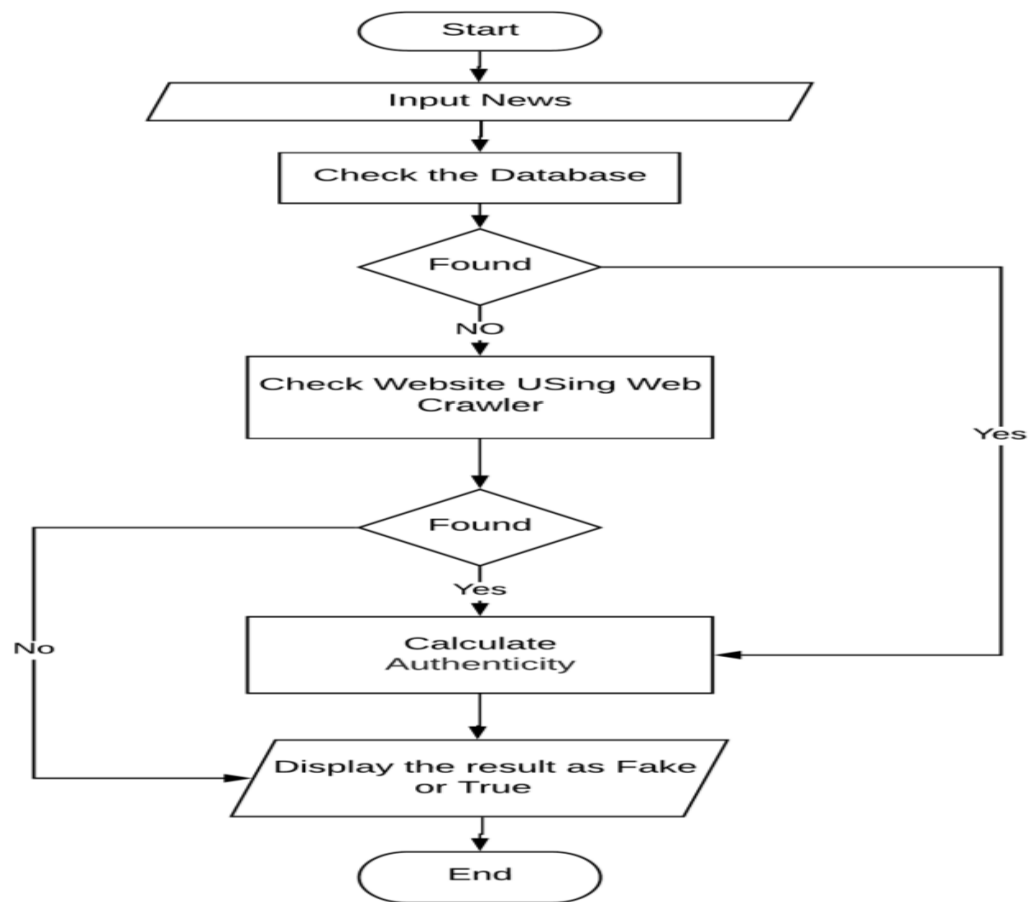 Start
Input News
Check the Database
Found
NO
Check Website USing Web
Crawler
Yes
Found
Yes
No
Calculate
Authenticity
Display the result as Fake
or True
End